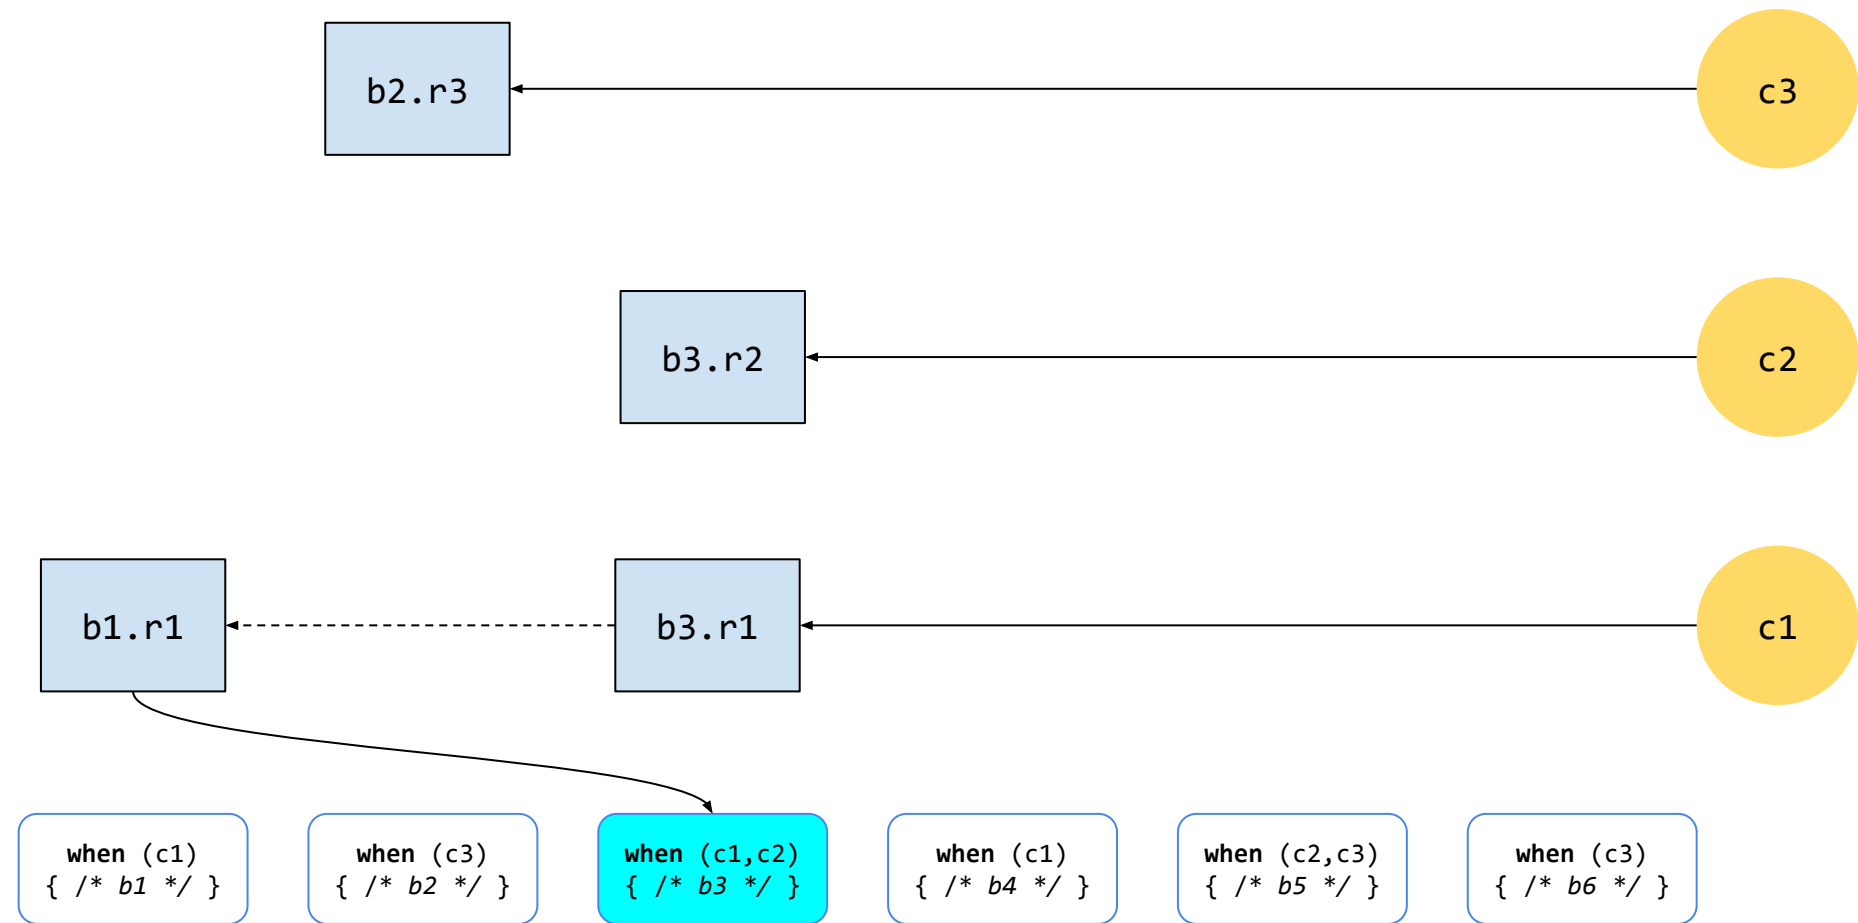 b2.r3
c3
b3.r2
c2
b1.r1
b3.r1
c1
when (c1)
{ /* b1 */ }
when (c3)
{ /* b2 */ }
when (c1,c2)
{ /* b3 */ }
when (c1)
{ /* b4 */ }
when (c2,c3)
{ /* b5 */ }
when (c3)
{ /* b6 */ }